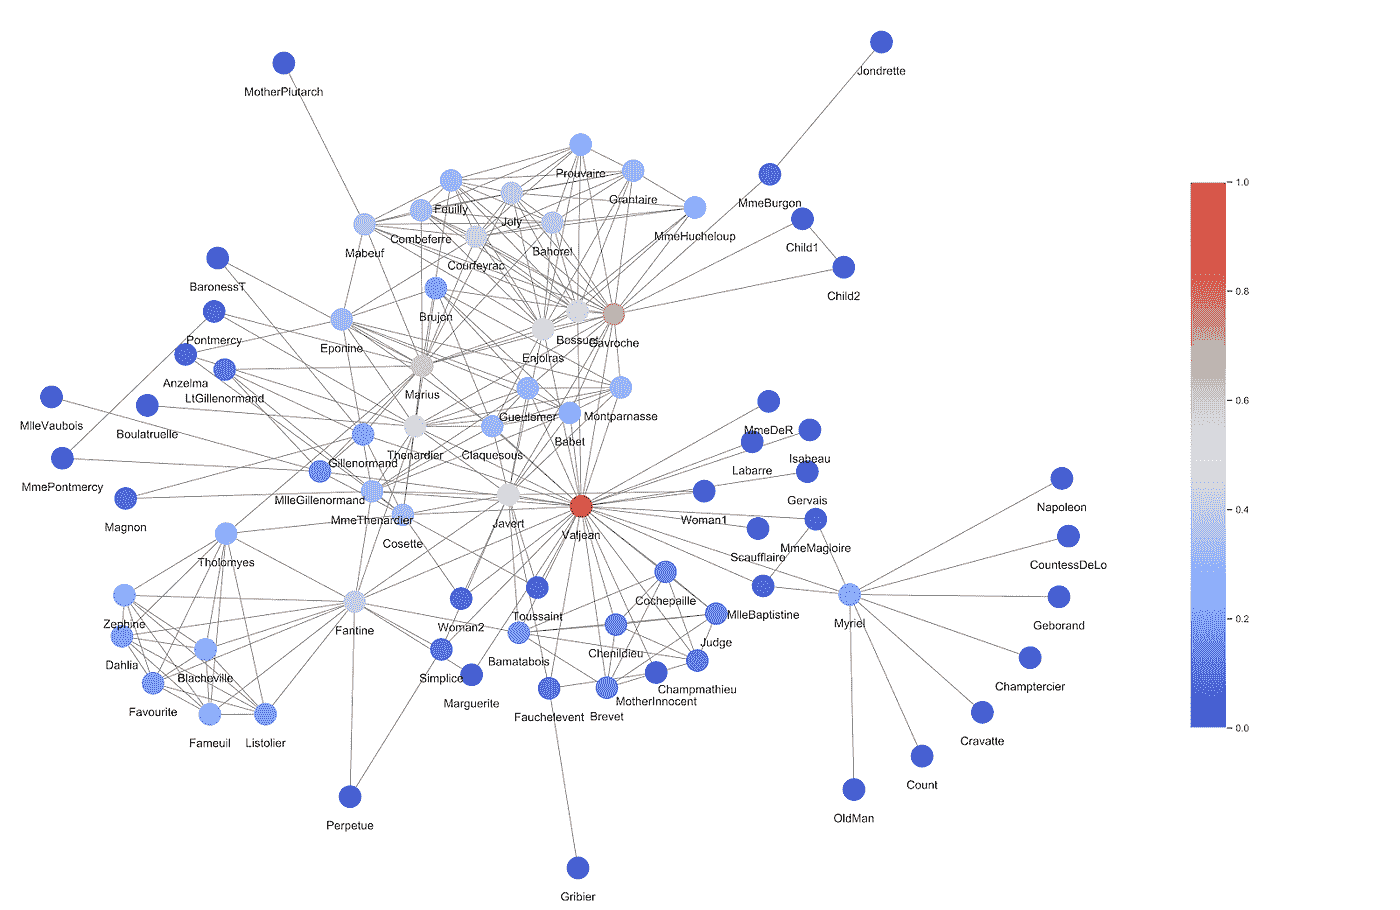 Jondrette
MotherPlutarch
1.0
Prouvaire
Grantaire
MmeBurgon
Feuilly
Joly
MmeHucheloup
Combeferre
Child1
Mabeuf
Bahorel
Courfeyrac
BaronessT
Child2
0.8
Brujon
Pontmercy
Bossuet
Gavroche
Eponine
Enjolras
Anzelma
Marius
LtGillenormand
0.6
Gueulemer
Montparnasse
MlleVaubois
Boulatruelle
MmeDeR
Babet
Thenardier
Claquesous
Isabeau
Gillenormand
Labarre
MmePontmercy
MlleGillenormand
Gervais
Napoleon
0.4
Magnon
MmeThenardier
Javert
Woman1
Valjean
Cosette
MmeMagloire
Scaufflaire
Tholomyes
CountessDeLo
Cochepaille
MlleBaptistine
Toussaint
0.2
Zephine
Woman2
Myriel
Geborand
Fantine
Judge
Chenildieu
Bamatabois
Dahlia
Blacheville
Simplice
Champtercier
Champmathieu
Marguerite
MotherInnocent
Favourite
Fauchelevent
Brevet
0.0
Fameuil
Listolier
Cravatte
Count
OldMan
Perpetue
Gribier